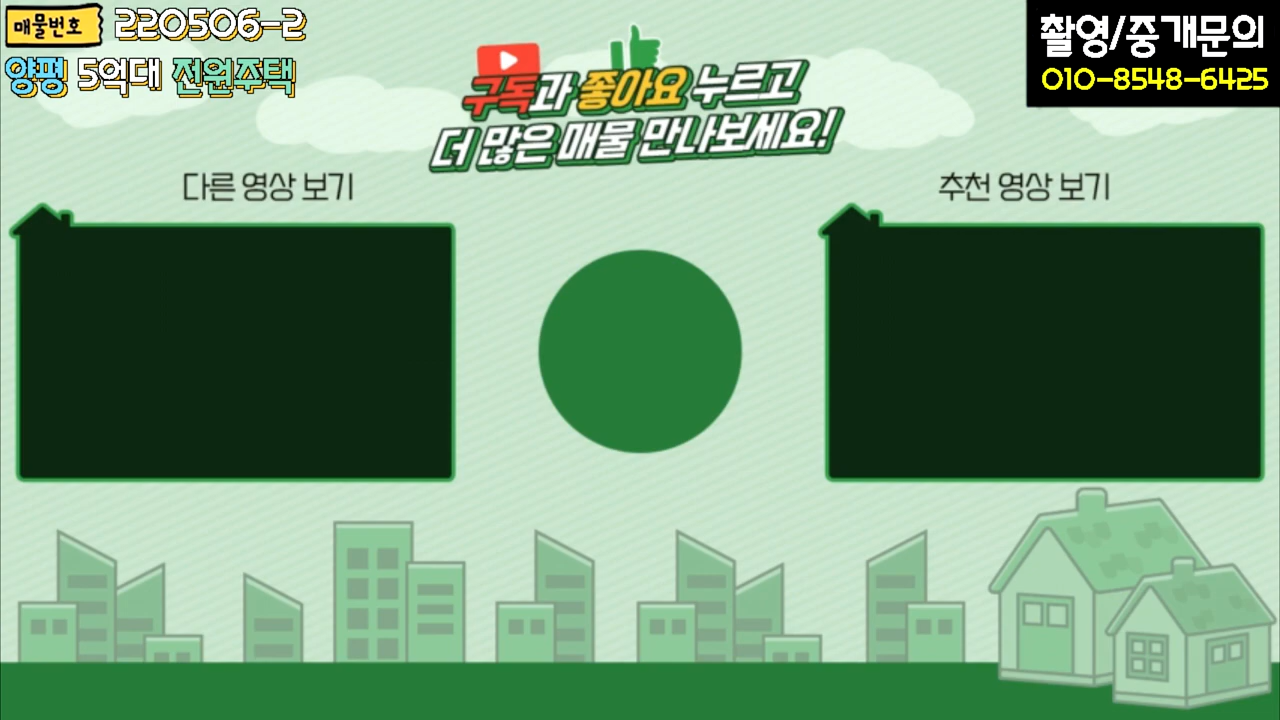 매물번호 220506-2
양평 5억대 전원주택
촬영/중개문의
010-8548-6425
구독과 좋아요 누르고
더 많은 매물 만나보세요!
다른 영상 보기
추천 영상 보기